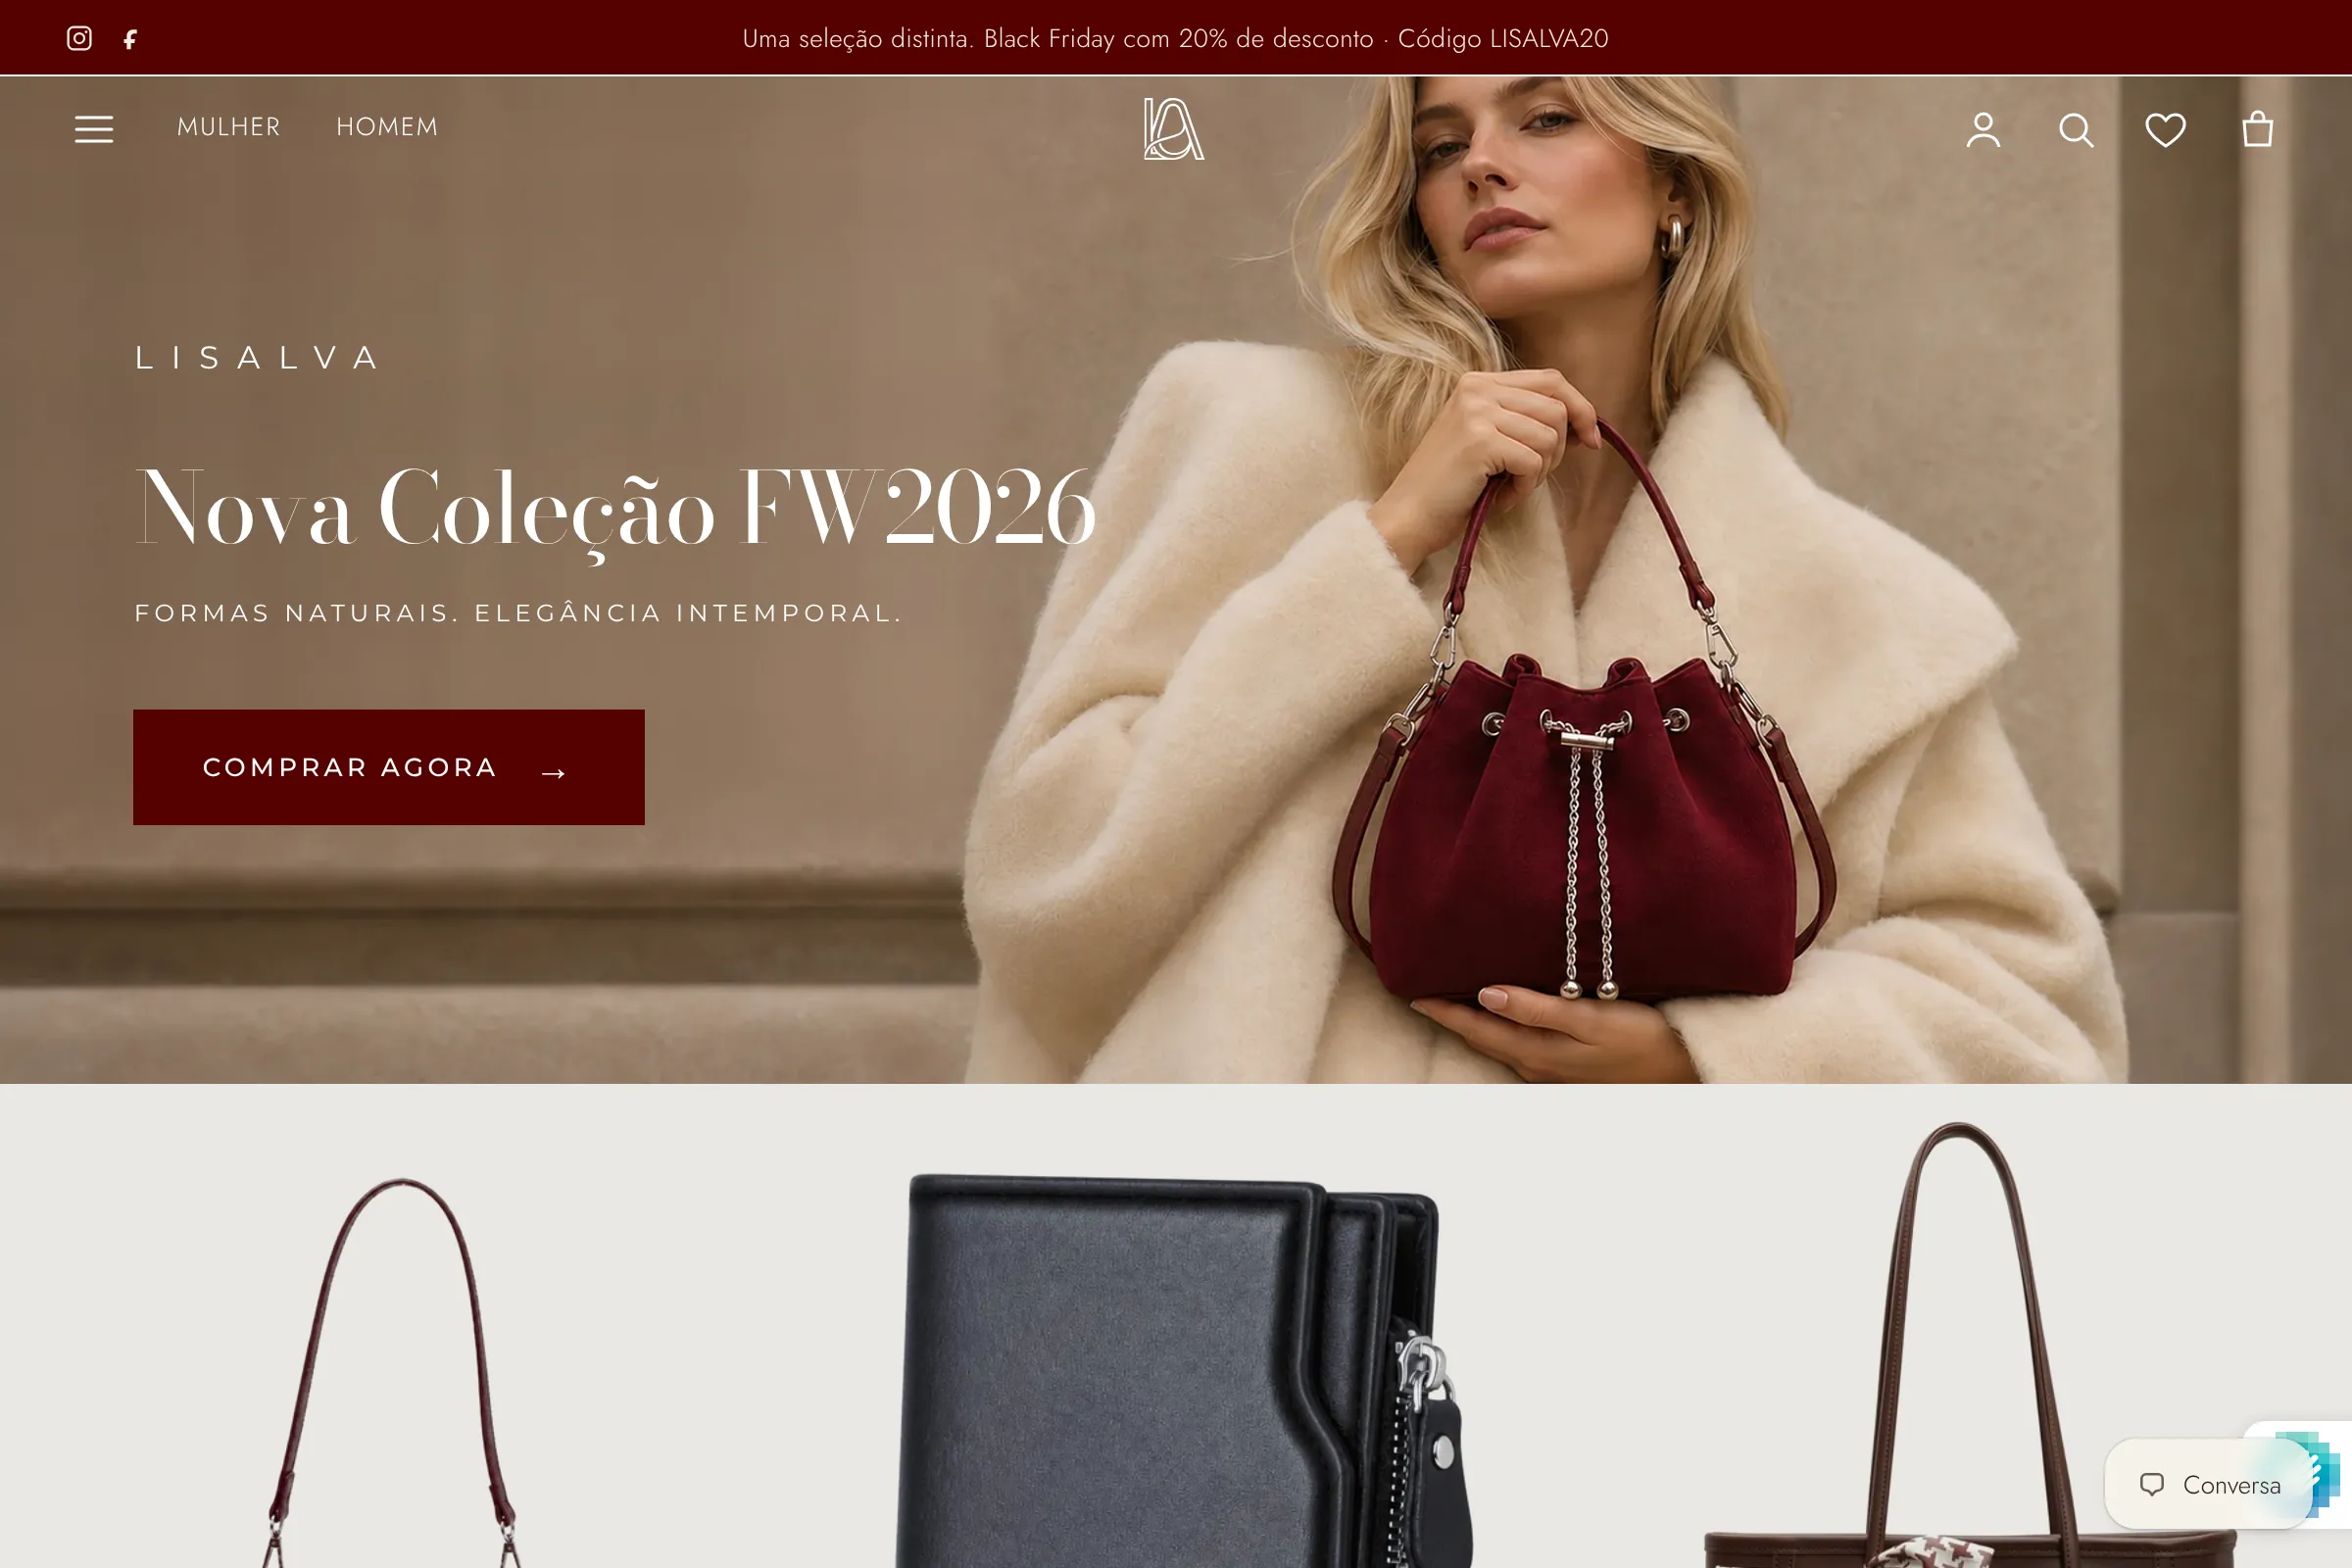 Uma seleção distinta. Black Friday com 20% de desconto · Código LISALVA20
MULHER HOMEM
LISALVA
Nova Coleção FW2026
FORMAS NATURAIS. ELEGÂNCIA INTEMPORAL.
COMPRAR AGORA →
Conversa